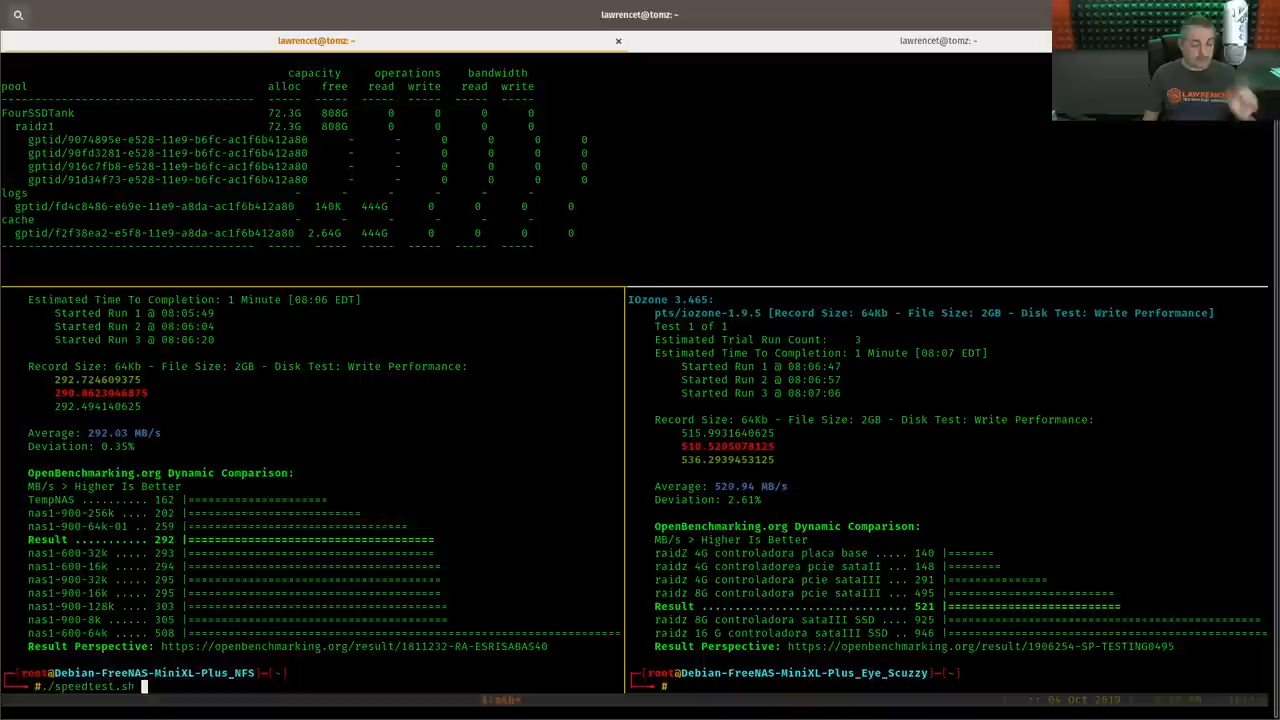 lawrencet@tomz: ~
lawrencet@tomz: ~ × lawrencet@tomz: ~
capacity operations bandwidth
pool alloc free read write read write
---------------------------------- ----- ----- ----- ----- ----- -----
FourSSDTank 72.3G 808G 0 0 0 0
raidz1 72.3G 808G 0 0 0 0
gptid/9074895e-e528-11e9-b6fc-ac1f6b412a80 - - 0 0 0 0
gptid/90fd3281-e528-11e9-b6fc-ac1f6b412a80 - - 0 0 0 0
gptid/916c7fb8-e528-11e9-b6fc-ac1f6b412a80 - - 0 0 0 0
gptid/91d34f73-e528-11e9-b6fc-ac1f6b412a80 - - 0 0 0 0
logs - - - - - -
gptid/fd4c8486-e69e-11e9-a8da-ac1f6b412a80 140K 444G 0 0 0 0
cache - - - - - -
gptid/f2f38ea2-e5f8-11e9-a8da-ac1f6b412a80 2.64G 444G 0 0 0 0
---------------------------------- ----- ----- ----- ----- ----- -----
Estimated Time To Completion: 1 Minute [08:06 EDT]
Started Run 1 @ 08:05:49
Started Run 2 @ 08:06:04
Started Run 3 @ 08:06:20
Record Size: 64Kb - File Size: 2GB - Disk Test: Write Performance:
292.724609375
290.8623046875
292.494140625
Average: 292.03 MB/s
Deviation: 0.35%
OpenBenchmarking.org Dynamic Comparison:
MB/s > Higher Is Better
TempNAS .......... 162 |=====================
nas1-900-256k .... 202 |==========================
nas1-900-64k-01 .. 259 |=================================
Result ........... 292 |=====================================
nas1-600-32k ..... 293 |=====================================
nas1-600-16k ..... 294 |======================================
nas1-900-32k ..... 295 |======================================
nas1-900-16k ..... 295 |======================================
nas1-900-128k .... 303 |=======================================
nas1-900-8k ...... 305 |=======================================
nas1-600-64k ..... 508 |=================================================================
Result Perspective: https://openbenchmarking.org/result/1811232-RA-ESRISABAS40
[root@Debian-FreeNAS-MiniXL-Plus_NFS]─[~]
#./speedtest.sh
IOzone 3.465:
pts/iozone-1.9.5 [Record Size: 64Kb - File Size: 2GB - Disk Test: Write Performance]
Test 1 of 1
Estimated Trial Run Count: 3
Estimated Time To Completion: 1 Minute [08:07 EDT]
Started Run 1 @ 08:06:47
Started Run 2 @ 08:06:57
Started Run 3 @ 08:07:06
Record Size: 64Kb - File Size: 2GB - Disk Test: Write Performance:
515.9931640625
510.5205078125
536.2939453125
Average: 520.94 MB/s
Deviation: 2.61%
OpenBenchmarking.org Dynamic Comparison:
MB/s > Higher Is Better
raidZ 4G controladora placa base ..... 140 |=======
raidz 4G controladorea pcie sataII ... 148 |========
raidz 4G controladora pcie sataIII ... 291 |===============
raidz 8G controladora pcie sataIII ... 495 |=========================
Result ............................... 521 |==========================
raidz 8G controladora sataIII SSD .... 925 |===============================================
raidz 16 G controladora sataIII SSD .. 946 |================================================
Result Perspective: https://openbenchmarking.org/result/1906254-SP-TESTING0495
[root@Debian-FreeNAS-MiniXL-Plus_Eye_Scuzzy]─[~]
#
04 Oct 2019
LAWRENCE